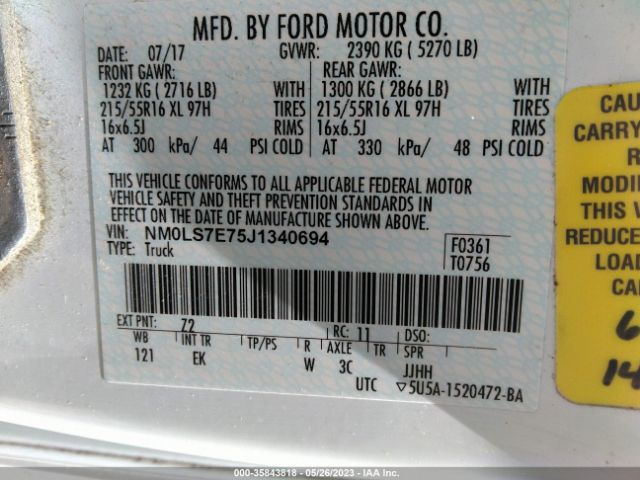 MFD. BY FORD MOTOR CO.
DATE: 07/17 GVWR: 2390 KG ( 5270 LB)
FRONT GAWR: REAR GAWR:
1232 KG ( 2716 LB) WITH 1300 KG ( 2866 LB) WITH
215/55R16 XL 97H TIRES 215/55R16 XL 97H TIRES
16x6.5J RIMS 16x6.5J RIMS
AT 300 kPa/ 44 PSI COLD AT 330 kPa/ 48 PSI COLD
THIS VEHICLE CONFORMS TO ALL APPLICABLE FEDERAL MOTOR
VEHICLE SAFETY AND THEFT PREVENTION STANDARDS IN
EFFECT ON THE DATE OF MANUFACTURE SHOWN ABOVE.
VIN: NM0LS7E75J1340694
TYPE: Truck
F0361
T0756
EXT PNT: Z2 RC: 11 DSO:
WB INT TR TP/PS R AXLE TR SPR
121 EK W 3C JJHH
UTC ▽5U5A-1520472-BA
CAU
CARRY
R
MODI
THIS V
REDUCE
LOA
CA
6
14
000-35843818 - 05/26/2023 - IAA Inc.